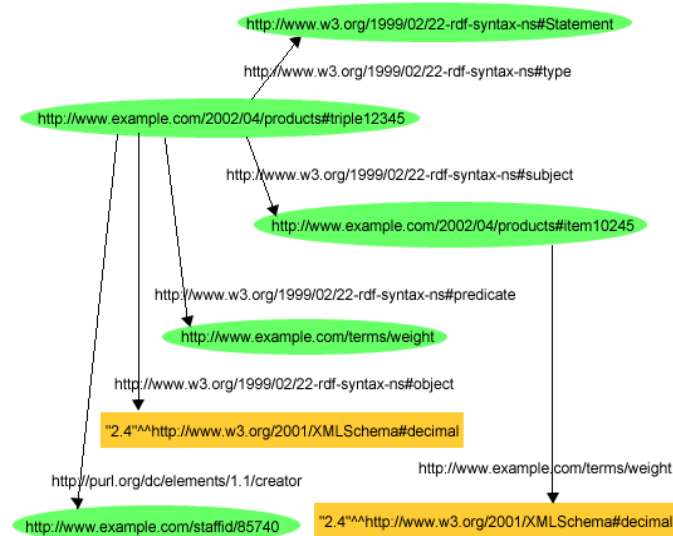 http://www.w3.org/1999/02/22-rdf-syntax-ns#Statement
http://www.w3.org/1999/02/22-rdf-syntax-ns#type
http://www.example.com/2002/04/products#triple12345
http://www.w3.org/1999/02/22-rdf-syntax-ns#subject
http://www.example.com/2002/04/products#item10245
http://www.w3.org/1999/02/22-rdf-syntax-ns#predicate
http://www.example.com/terms/weight
http://www.w3.org/1999/02/22-rdf-syntax-ns#object
"2.4"^^http://www.w3.org/2001/XMLSchema#decimal
http://www.example.com/terms/weight
http://purl.org/dc/elements/1.1/creator
http://www.example.com/staffid/85740
"2.4"^^http://www.w3.org/2001/XMLSchema#decimal